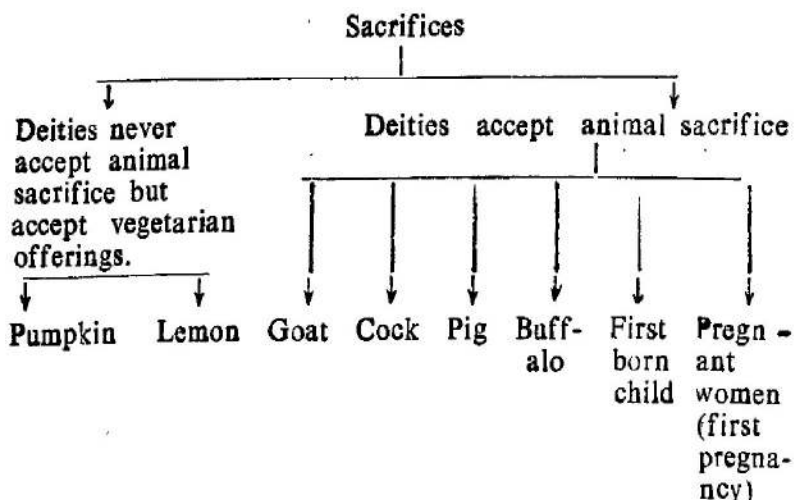 Sacrifices
Deities never
accept animal
sacrifice but
accept vegetarian
offerings.
Deities accept animal sacrifice
Pumpkin
Lemon
Goat
Cock
Pig
Buff-
alo
First
born
child
Pregn -
ant
women
(first
pregna-
ncy)